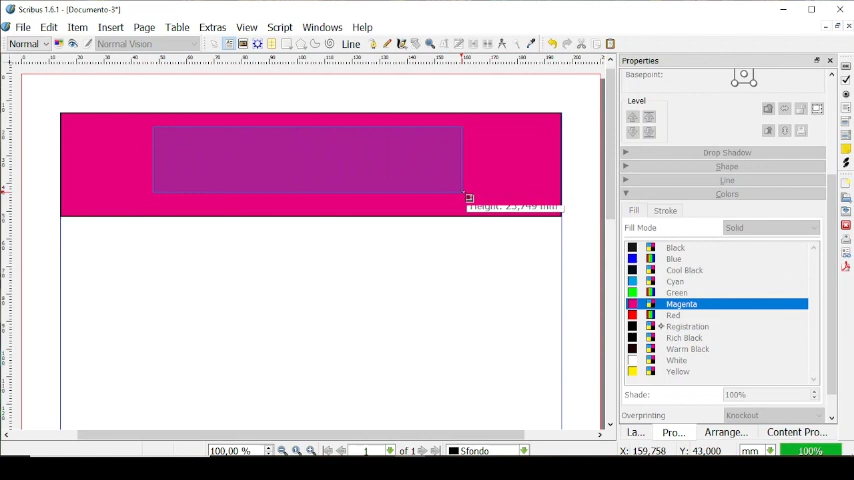 Scribus 1.6.1 - [Documento-3*]
File Edit Item Insert Page Table Extras View Script Windows Help
Normal Normal Vision Line
Properties
Basepoint:
Level
Drop Shadow
Shape
Line
Colors
Fill Stroke
Fill Mode Solid
Black
Blue
Cool Black
Cyan
Green
Magenta
Red
Registration
Rich Black
Warm Black
White
Yellow
Shade: 100%
Overprinting Knockout
La... Pro... Arrange... Content Pro...
100,00 % 1 of 1 Sfondo X: 159,758 Y: 43,000 mm 100%